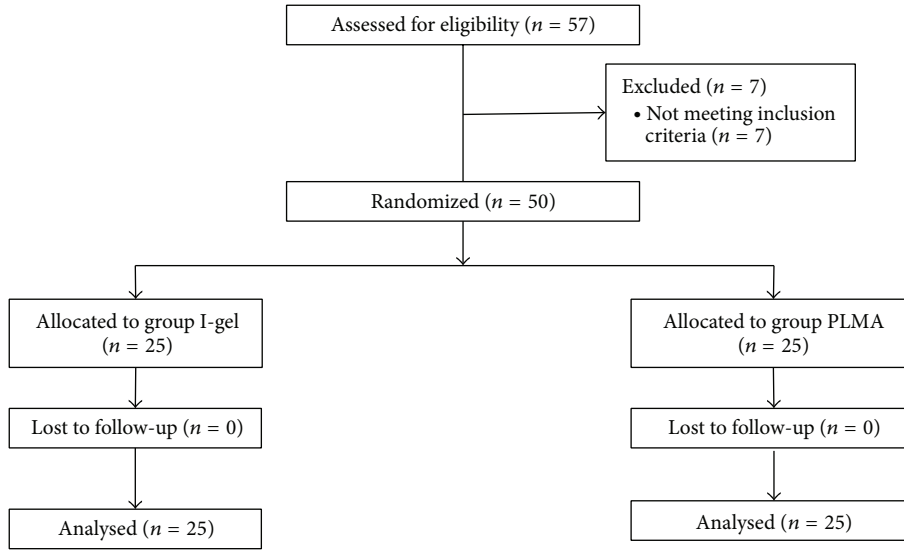 Assessed for eligibility (n = 57)
Excluded (n = 7)
• Not meeting inclusion
criteria (n = 7)
Randomized (n = 50)
Allocated to group I-gel
(n = 25)
Allocated to group PLMA
(n = 25)
Lost to follow-up (n = 0)
Lost to follow-up (n = 0)
Analysed (n = 25)
Analysed (n = 25)